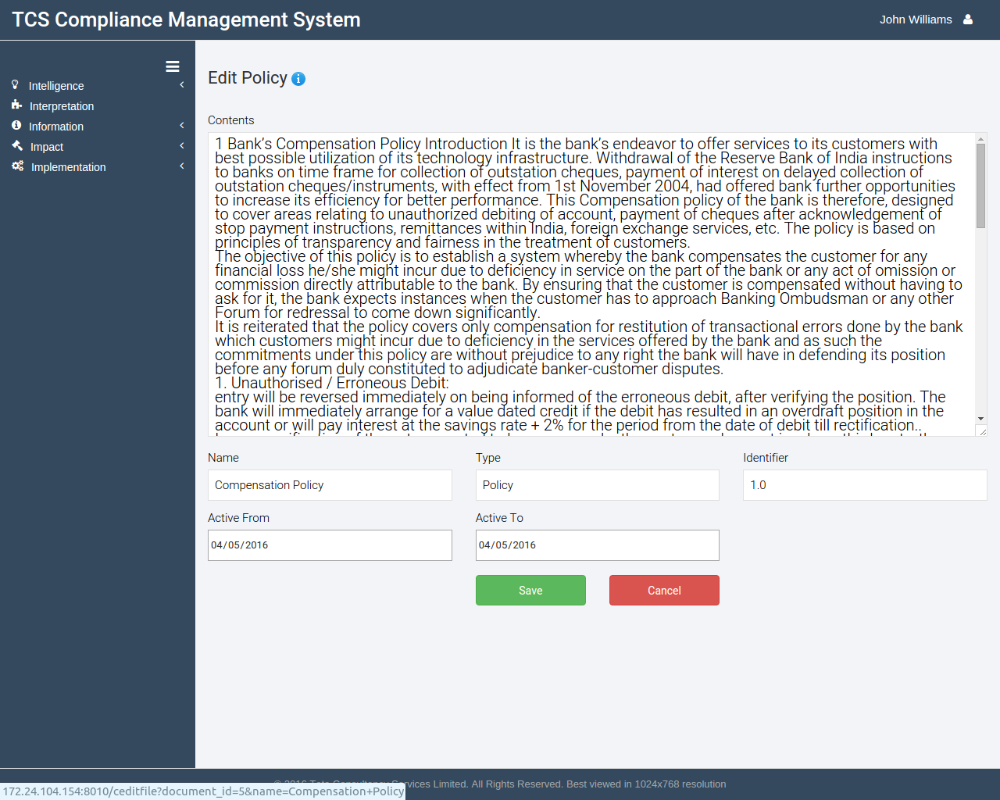 TCS Compliance Management System
John Williams
Intelligence
Interpretation
Information
Impact
Implementation
Edit Policy
Contents
1 Bank’s Compensation Policy Introduction It is the bank’s endeavor to offer services to its customers with
best possible utilization of its technology infrastructure. Withdrawal of the Reserve Bank of India instructions
to banks on time frame for collection of outstation cheques, payment of interest on delayed collection of
outstation cheques/instruments, with effect from 1st November 2004, had offered bank further opportunities
to increase its efficiency for better performance. This Compensation policy of the bank is therefore, designed
to cover areas relating to unauthorized debiting of account, payment of cheques after acknowledgement of
stop payment instructions, remittances within India, foreign exchange services, etc. The policy is based on
principles of transparency and fairness in the treatment of customers.
The objective of this policy is to establish a system whereby the bank compensates the customer for any
financial loss he/she might incur due to deficiency in service on the part of the bank or any act of omission or
commission directly attributable to the bank. By ensuring that the customer is compensated without having to
ask for it, the bank expects instances when the customer has to approach Banking Ombudsman or any other
Forum for redressal to come down significantly.
It is reiterated that the policy covers only compensation for restitution of transactional errors done by the bank
which customers might incur due to deficiency in the services offered by the bank and as such the
commitments under this policy are without prejudice to any right the bank will have in defending its position
before any forum duly constituted to adjudicate banker-customer disputes.
1. Unauthorised / Erroneous Debit:
entry will be reversed immediately on being informed of the erroneous debit, after verifying the position. The
bank will immediately arrange for a value dated credit if the debit has resulted in an overdraft position in the
account or will pay interest at the savings rate + 2% for the period from the date of debit till rectification..
Name
Type
Identifier
Compensation Policy
Policy
1.0
Active From
Active To
04/05/2016
04/05/2016
Save
Cancel
© 2016 Tata Consultancy Services Limited. All Rights Reserved. Best viewed in 1024x768 resolution
172.24.104.154:8010/ceditfile?document_id=5&name=Compensation+Policy